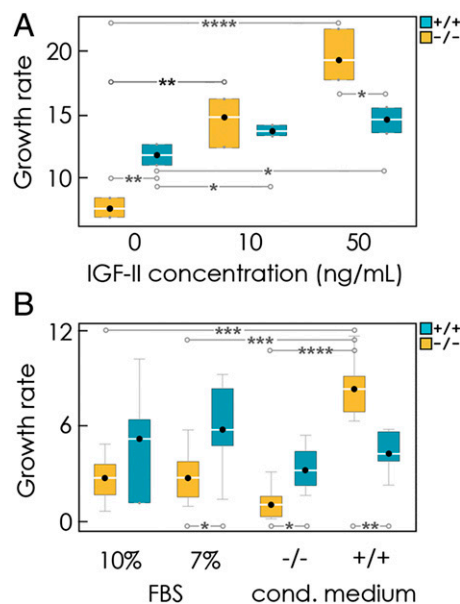 A
+/+
-/-
****
20
**
*
15
Growth rate
*
10
**
*
0 10 50
IGF-II concentration (ng/mL)
B
+/+
-/-
12
***
***
****
Growth rate
6
0
* * **
10% 7% -/- +/+
FBS cond. medium